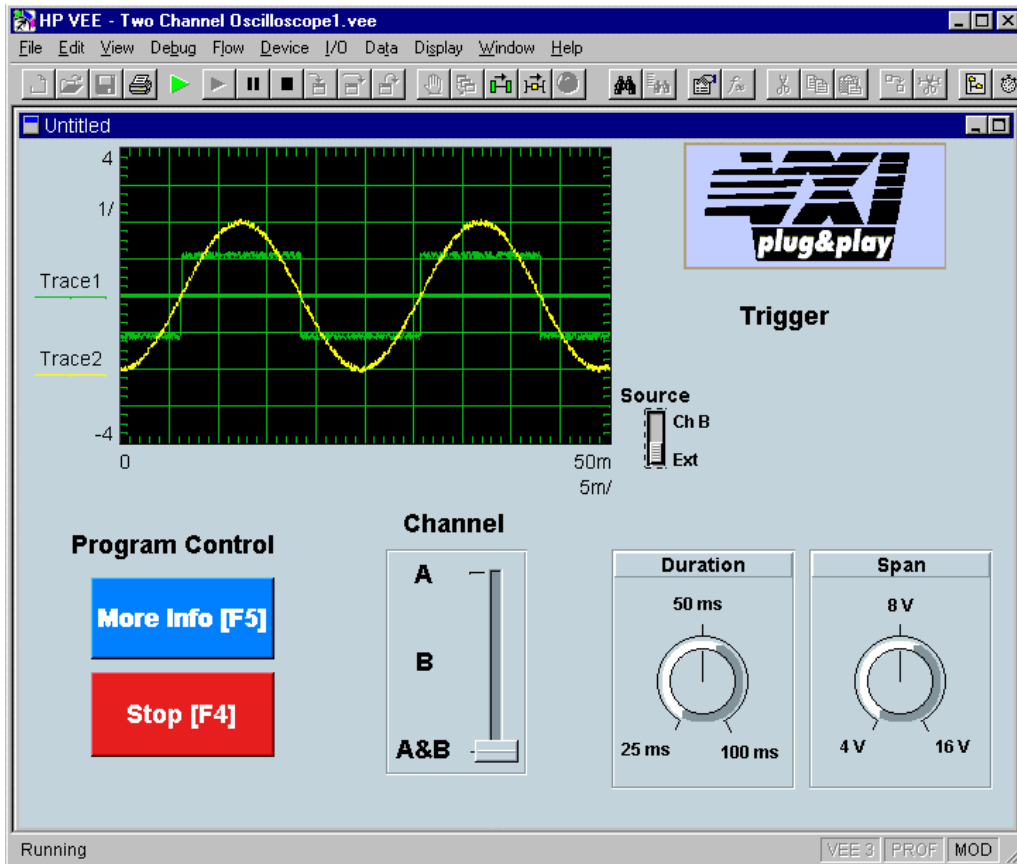 HP VEE - Two Channel Oscilloscope1.vee
File Edit View Debug Flow Device I/O Data Display Window Help
Untitled
4
1/
Trace1
Trace2
-4
0
50m
5m/
VXI
plug&play
Trigger
Source
Ch B
Ext
Program Control
More Info [F5]
Stop [F4]
Channel
A
B
A&B
Duration
50 ms
25 ms
100 ms
Span
8 V
4 V
16 V
Running
VEE 3 PROF MOD